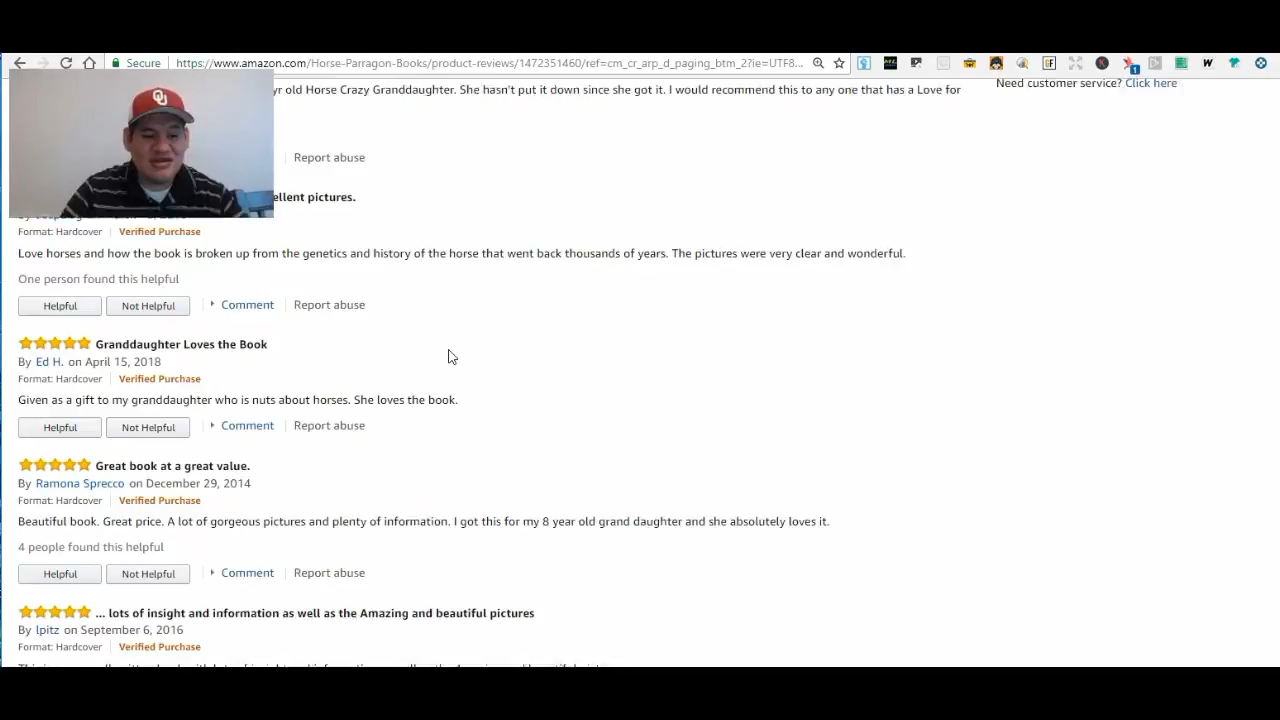 Secure https://www.amazon.com/Horse-Parragon-Books/product-reviews/1472351460/ref=cm_cr_arp_d_paging_btm_2?ie=UTF8...
Need customer service? Click here
yr old Horse Crazy Granddaughter. She hasn't put it down since she got it. I would recommend this to any one that has a Love for
Report abuse
ellent pictures.
Format: Hardcover Verified Purchase
Love horses and how the book is broken up from the genetics and history of the horse that went back thousands of years. The pictures were very clear and wonderful.
One person found this helpful
Helpful Not Helpful Comment Report abuse
Granddaughter Loves the Book
By Ed H. on April 15, 2018
Format: Hardcover Verified Purchase
Given as a gift to my granddaughter who is nuts about horses. She loves the book.
Helpful Not Helpful Comment Report abuse
Great book at a great value.
By Ramona Sprecco on December 29, 2014
Format: Hardcover Verified Purchase
Beautiful book. Great price. A lot of gorgeous pictures and plenty of information. I got this for my 8 year old grand daughter and she absolutely loves it.
4 people found this helpful
Helpful Not Helpful Comment Report abuse
... lots of insight and information as well as the Amazing and beautiful pictures
By lpitz on September 6, 2016
Format: Hardcover Verified Purchase